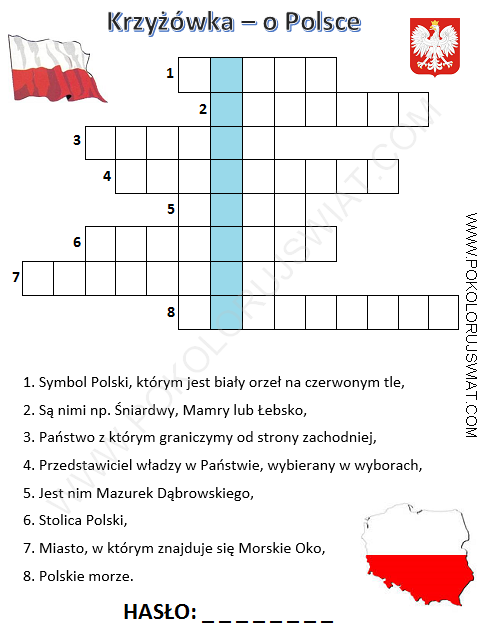 Krzyżówka – o Polsce
1
2
3
4
5
6
7
8
WWW.POKOLORUJSWIAT.COM
WWW.POKOLORUJSWIAT.COM
1. Symbol Polski, którym jest biały orzeł na czerwonym tle,
2. Są nimi np. Śniardwy, Mamry lub Łebsko,
3. Państwo z którym graniczymy od strony zachodniej,
4. Przedstawiciel władzy w Państwie, wybierany w wyborach,
5. Jest nim Mazurek Dąbrowskiego,
6. Stolica Polski,
7. Miasto, w którym znajduje się Morskie Oko,
8. Polskie morze.
HASŁO: _ _ _ _ _ _ _ _